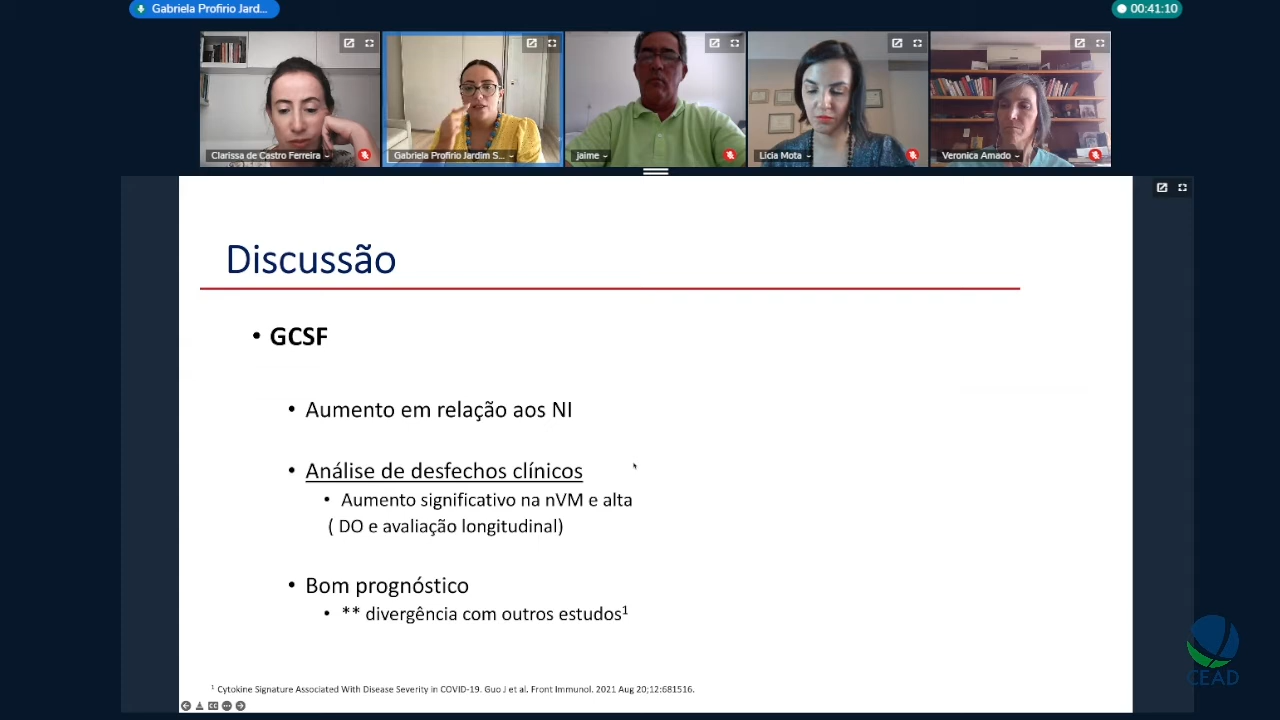 Gabriela Profirio Jard...
00:41:10
Clarissa de Castro Ferreira
Gabriela Profirio Jardim S...
jaime
Licia Mota
Veronica Amado
Discussão
• GCSF
• Aumento em relação aos NI
• Análise de desfechos clínicos
• Aumento significativo na nVM e alta
( DO e avaliação longitudinal)
• Bom prognóstico
• ** divergência com outros estudos¹
¹ Cytokine Signature Associated With Disease Severity in COVID-19. Guo J et al. Front Immunol. 2021 Aug 20;12:681516.
CEAD